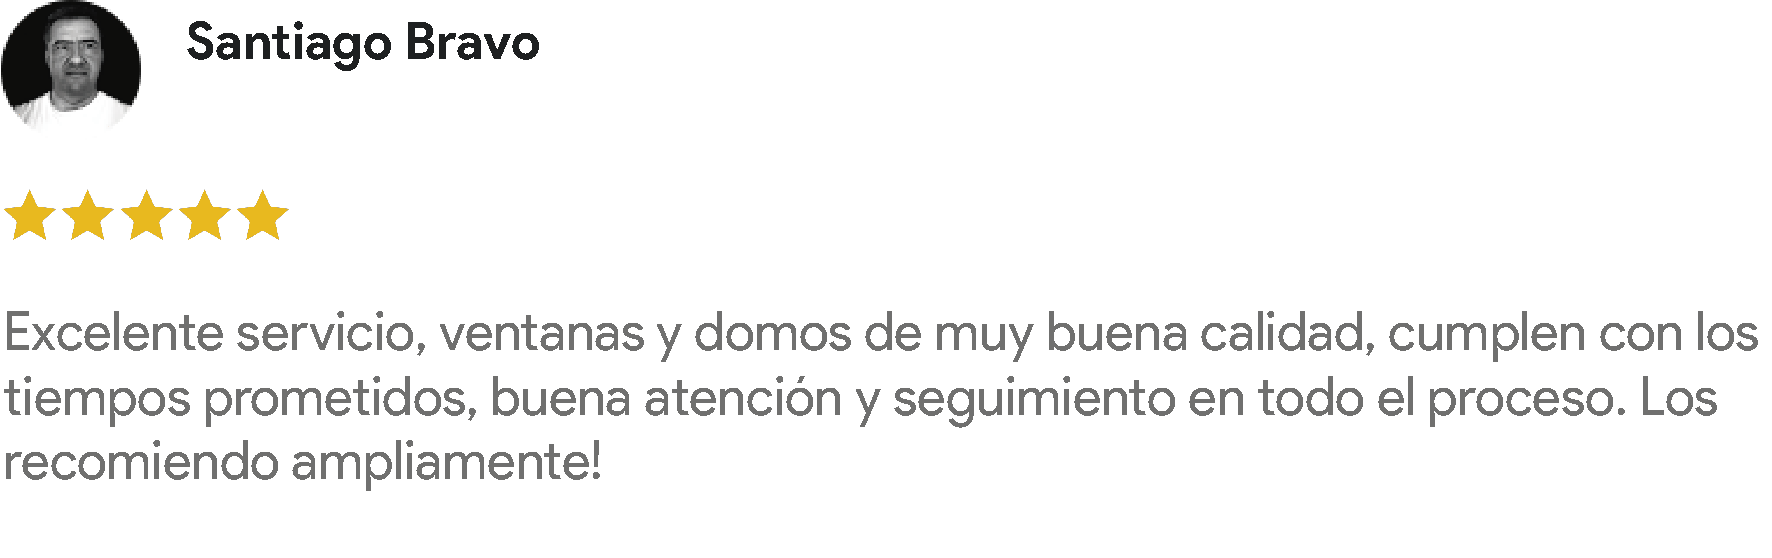 Santiago Bravo
Excelente servicio, ventanas y domos de muy buena calidad, cumplen con los
tiempos prometidos, buena atención y seguimiento en todo el proceso. Los
recomiendo ampliamente!